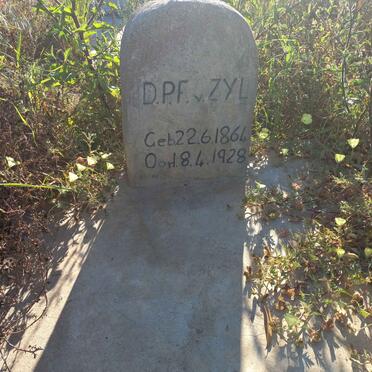 D.P.F. v. ZYL
Geb.22.6.1864
Oorl.8.4.1928